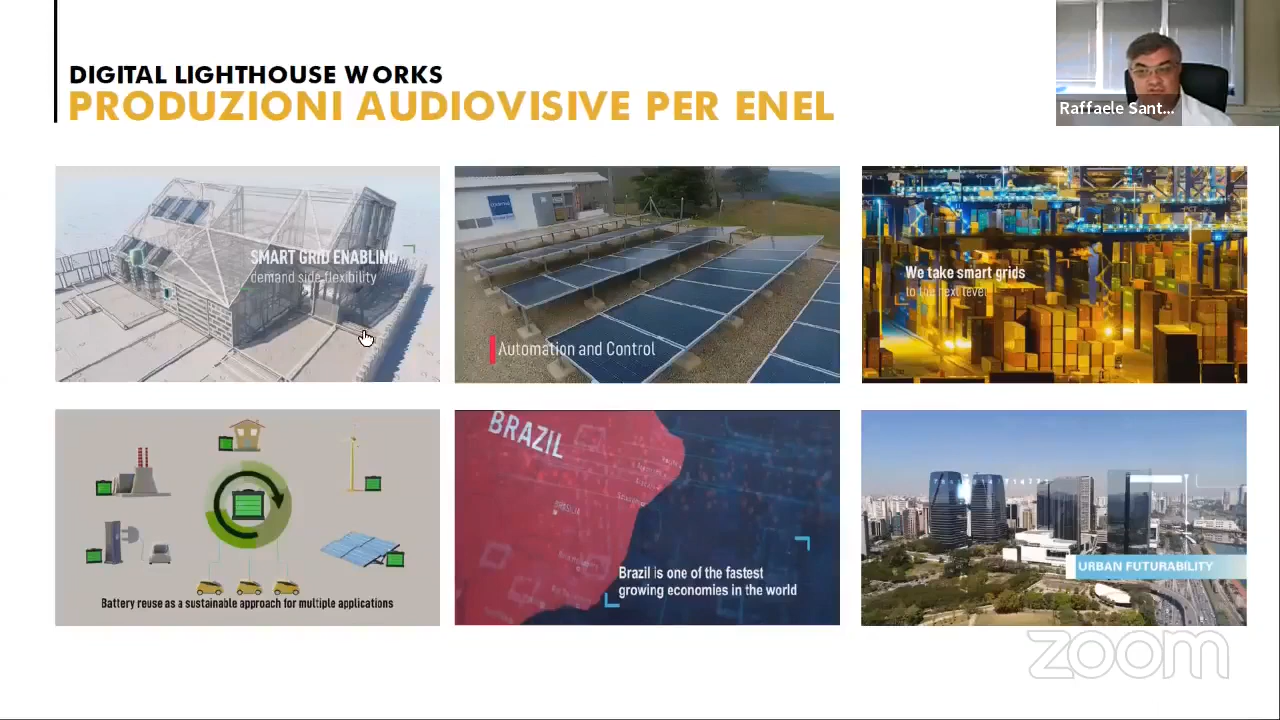 DIGITAL LIGHTHOUSE WORKS
PRODUZIONI AUDIOVISIVE PER ENEL
Raffaele Sant...
SMART GRID ENABLING
demand side flexibility
Automation and Control
We take smart grids
to the next level
Battery reuse as a sustainable approach for multiple applications
BRAZIL
BRASILIA
Brazil is one of the fastest
growing economies in the world
URBAN FUTURABILITY
zoom